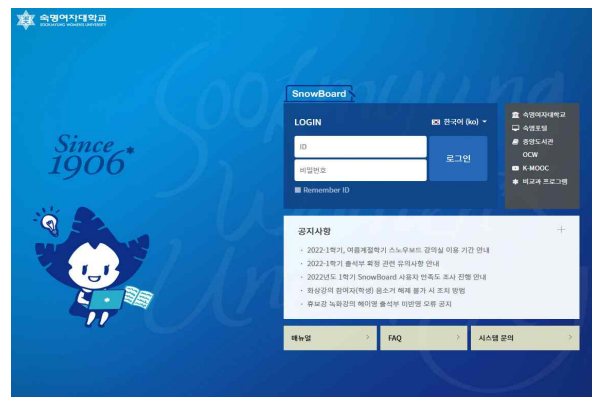 숙명여자대학교
SOOKMYUNG WOMEN'S UNIVERSITY
Sookmyung
Women's
University
Since
1906
SnowBoard
LOGIN
한국어 (ko)
ID
비밀번호
로그인
Remember ID
숙명여자대학교
숙명포털
중앙도서관
OCW
K-MOOC
비교과 프로그램
공지사항
· 2022-1학기, 여름계절학기 스노우보드 강의실 이용 기간 안내
· 2022-1학기 출석부 확정 관련 유의사항 안내
· 2022년도 1학기 SnowBoard 사용자 만족도 조사 진행 안내
· 화상강의 참여자(학생) 음소거 해제 불가 시 조치 방법
· 휴보강 녹화강의 헤이영 출석부 미반영 오류 공지
매뉴얼
FAQ
시스템 문의